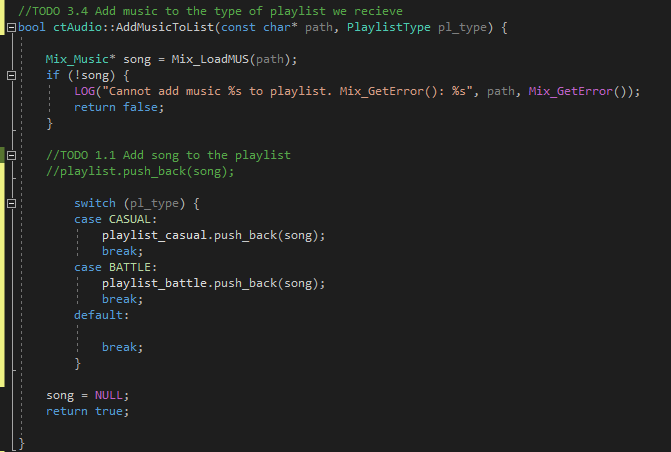 //TODO 3.4 Add music to the type of playlist we recieve
bool ctAudio::AddMusicToList(const char* path, PlaylistType pl_type) {
Mix_Music* song = Mix_LoadMUS(path);
if (!song) {
LOG("Cannot add music %s to playlist. Mix_GetError(): %s", path, Mix_GetError());
return false;
}
//TODO 1.1 Add song to the playlist
//playlist.push_back(song);
switch (pl_type) {
case CASUAL:
playlist_casual.push_back(song);
break;
case BATTLE:
playlist_battle.push_back(song);
break;
default:
break;
}
song = NULL;
return true;
}